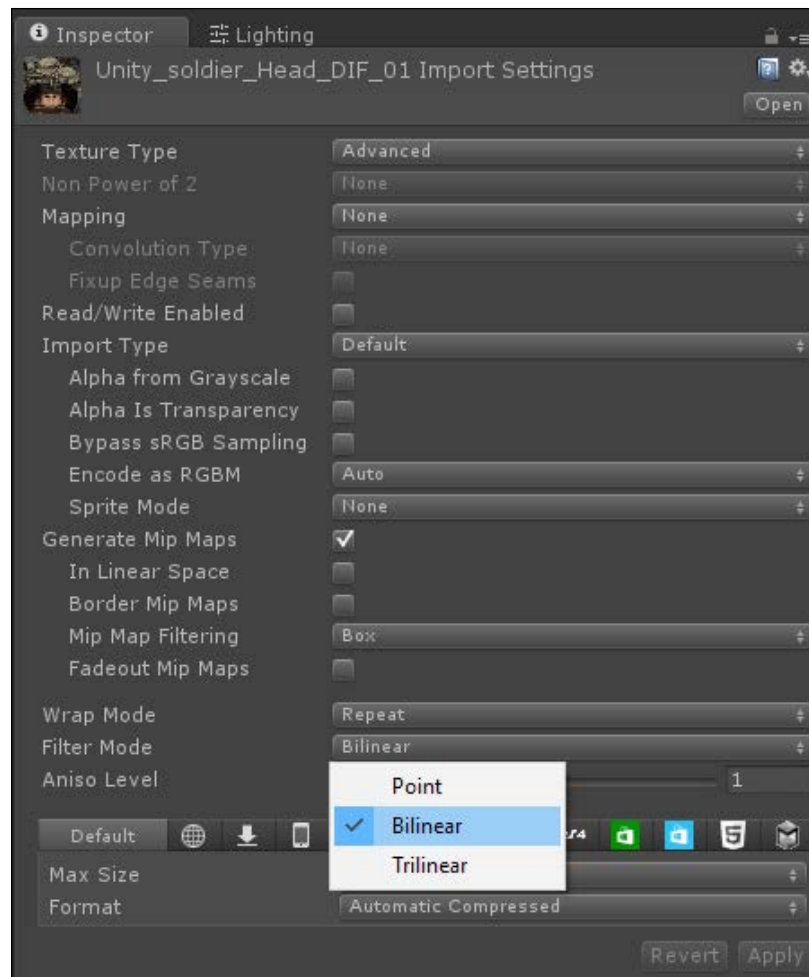 Inspector Lighting
Unity_soldier_Head_DIF_01 Import Settings
Open
Texture Type Advanced
Non Power of 2 None
Mapping None
Convolution Type None
Fixup Edge Seams
Read/Write Enabled
Import Type Default
Alpha from Grayscale
Alpha Is Transparency
Bypass sRGB Sampling
Encode as RGBM Auto
Sprite Mode None
Generate Mip Maps
In Linear Space
Border Mip Maps
Mip Map Filtering Box
Fadeout Mip Maps
Wrap Mode Repeat
Filter Mode Bilinear
Aniso Level 1
Point
Bilinear
Trilinear
Default
Max Size
Format Automatic Compressed
Revert Apply